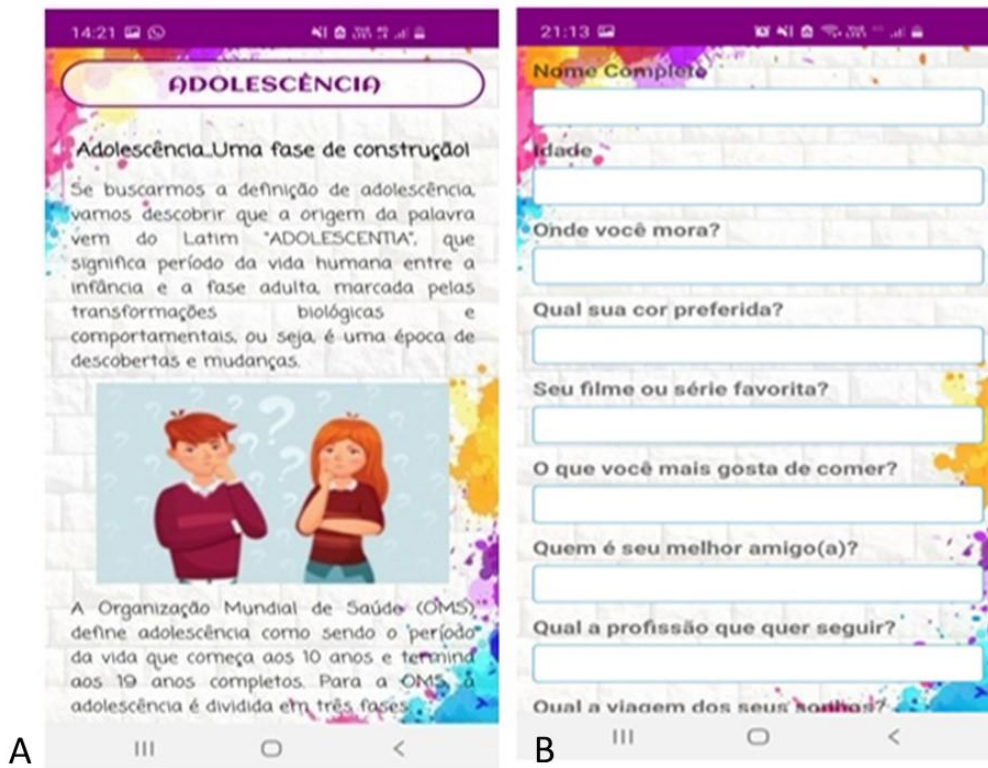 14:21
ADOLESCÊNCIA
Adolescência...Uma fase de construção!
Se buscarmos a definição de adolescência,
vamos descobrir que a origem da palavra
vem do Latim "ADOLESCENTIA", que
significa período da vida humana entre a
infância e a fase adulta, marcada pelas
transformações biológicas e
comportamentais, ou seja, é uma época de
descobertas e mudanças.
A Organização Mundial de Saúde (OMS)
define adolescência como sendo o período
da vida que começa aos 10 anos e termina
aos 19 anos completos. Para a OMS, a
adolescência é dividida em três fases
A
21:13
Nome Completo
Idade
Onde você mora?
Qual sua cor preferida?
Seu filme ou série favorita?
O que você mais gosta de comer?
Quem é seu melhor amigo(a)?
Qual a profissão que quer seguir?
Qual a viagem dos seus sonhos?
B